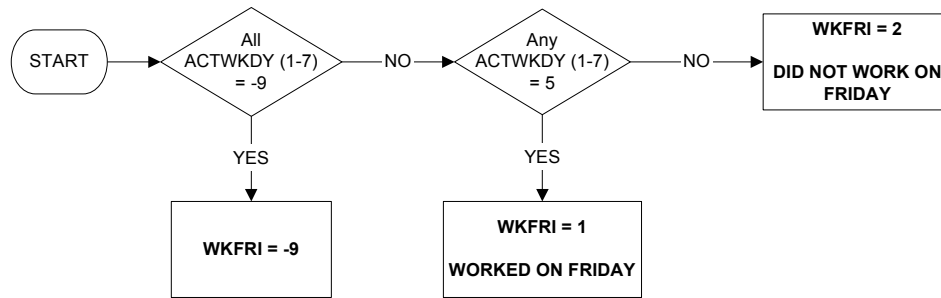 START
All
ACTWKDY (1-7)
= -9
NO
Any
ACTWKDY (1-7)
= 5
NO
WKFRI = 2
DID NOT WORK ON
FRIDAY
YES
YES
WKFRI = -9
WKFRI = 1
WORKED ON FRIDAY